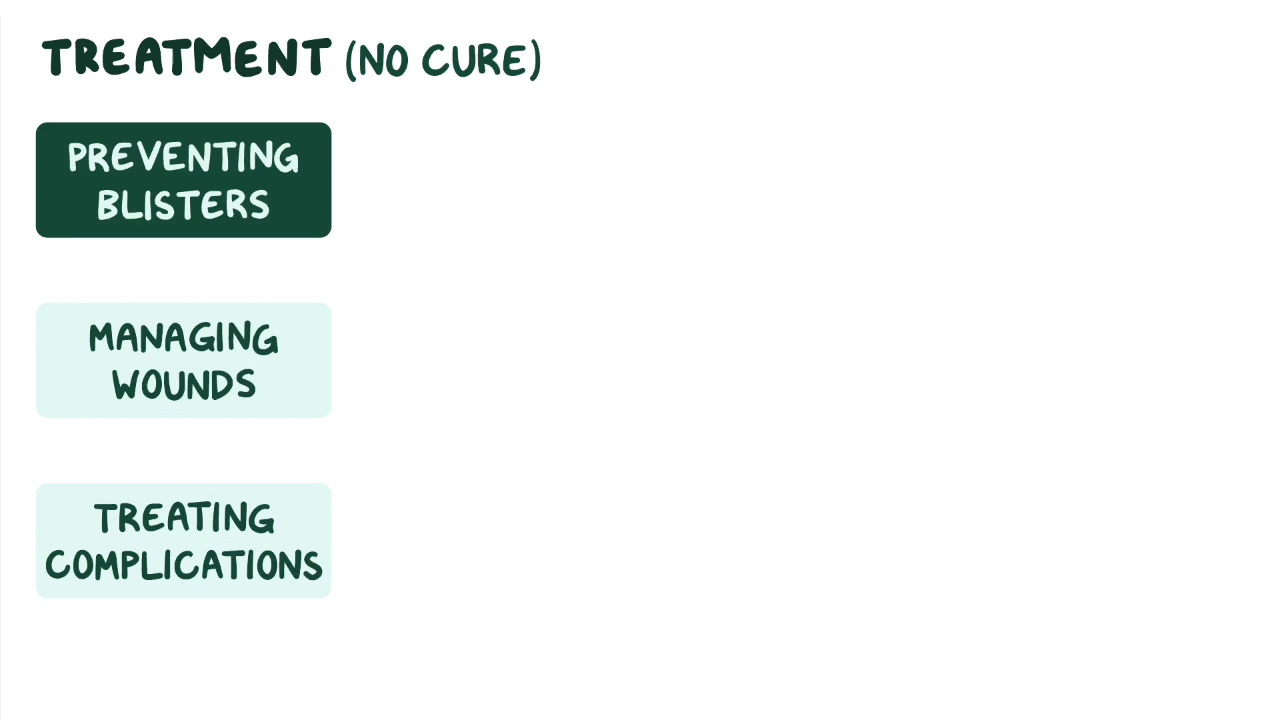 TREATMENT (NO CURE)
PREVENTING
BLISTERS
MANAGING
WOUNDS
TREATING
COMPLICATIONS